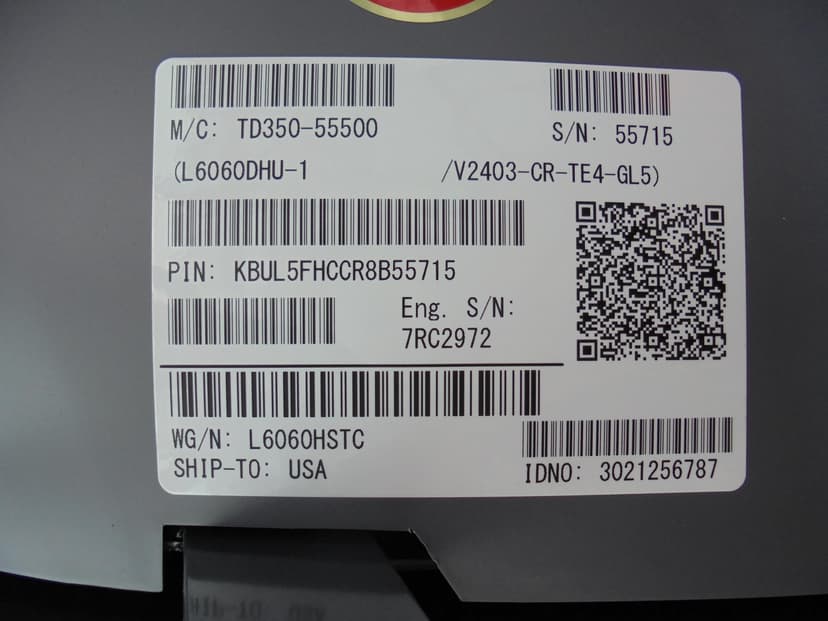 M/C: TD350-55500 S/N: 55715
(L6060DHU-1 /V2403-CR-TE4-GL5)
PIN: KBUL5FHCCR8B55715
Eng. S/N:
7RC2972
WG/N: L6060HSTC
SHIP-TO: USA
IDNO: 3021256787